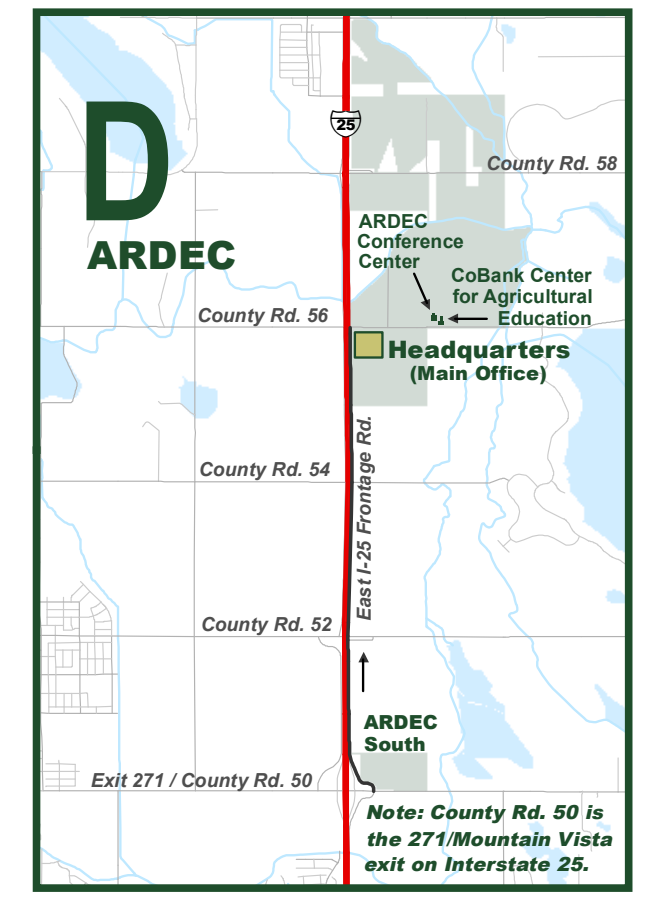 25
County Rd. 58
D
ARDEC
ARDEC
Conference
Center
CoBank Center
for Agricultural
Education
County Rd. 56
Headquarters
(Main Office)
East I-25 Frontage Rd.
County Rd. 54
County Rd. 52
ARDEC
South
Exit 271 / County Rd. 50
Note: County Rd. 50 is
the 271/Mountain Vista
exit on Interstate 25.